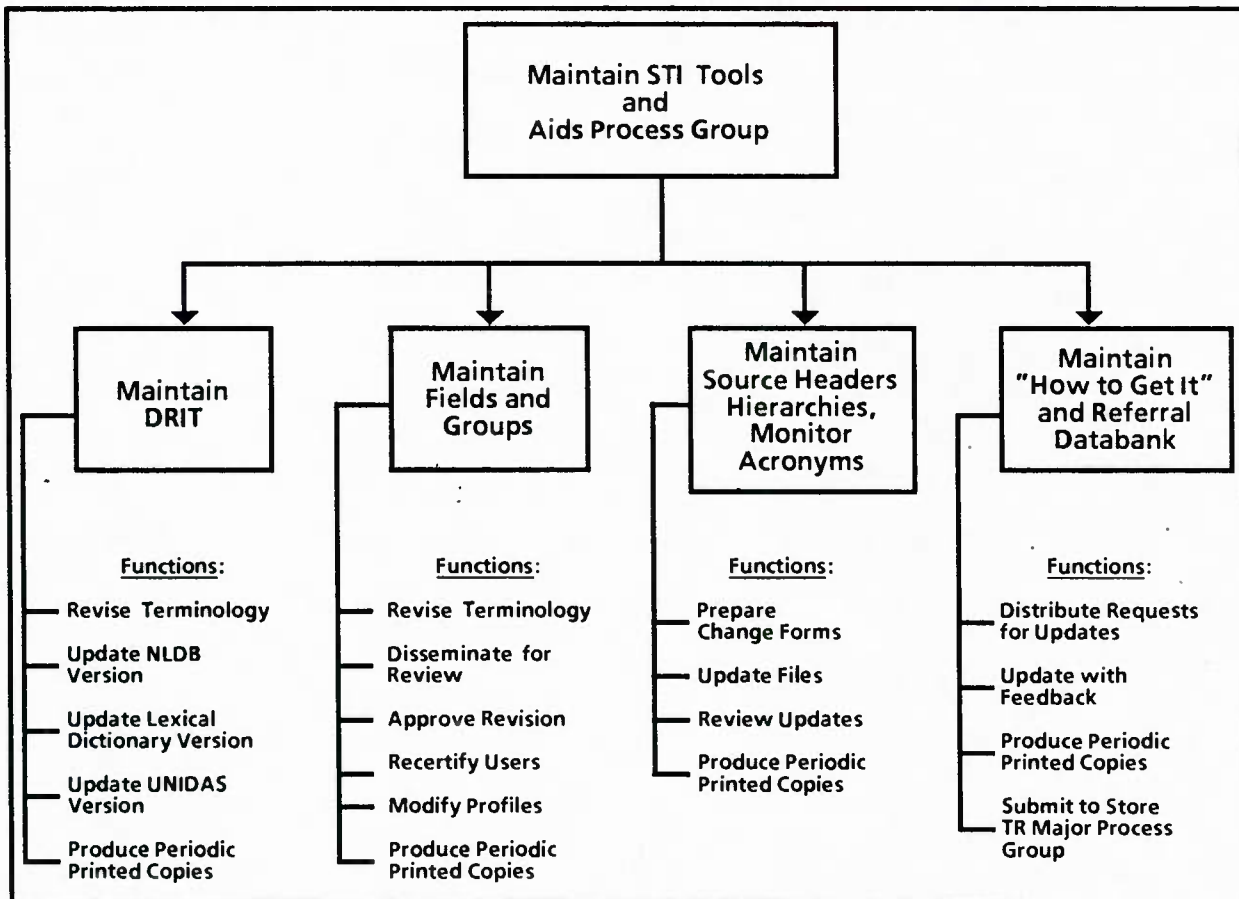 Maintain STI Tools
and
Aids Process Group
Maintain
DRIT
Functions:
Revise Terminology
Update NLDB
Version
Update Lexical
Dictionary Version
Update UNIDAS
Version
Produce Periodic
Printed Copies
Maintain
Fields and
Groups
Functions:
Revise Terminology
Disseminate for
Review
Approve Revision
Recertify Users
Modify Profiles
Produce Periodic
Printed Copies
Maintain
Source Headers
Hierarchies,
Monitor
Acronyms
Functions:
Prepare
Change Forms
Update Files
Review Updates
Produce Periodic
Printed Copies
Maintain
"How to Get It"
and Referral
Databank
Functions:
Distribute Requests
for Updates
Update with
Feedback
Produce Periodic
Printed Copies
Submit to Store
TR Major Process
Group